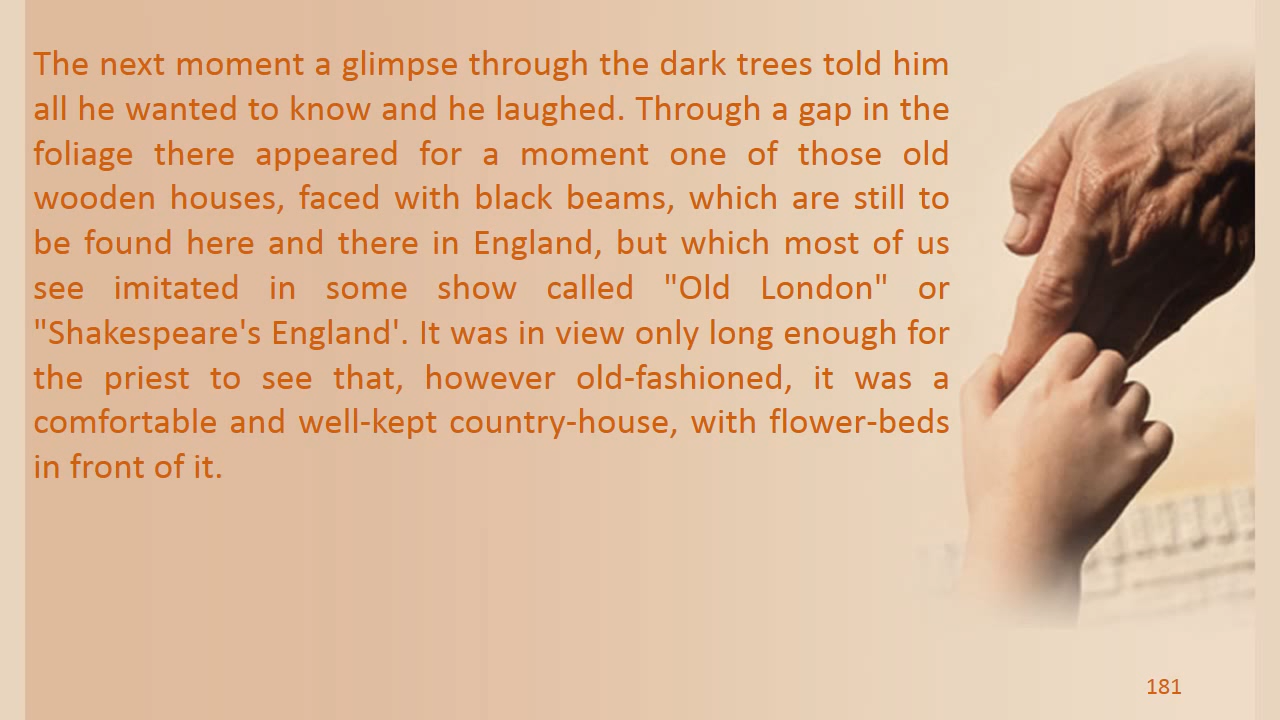 The next moment a glimpse through the dark trees told him
all he wanted to know and he laughed. Through a gap in the
foliage there appeared for a moment one of those old
wooden houses, faced with black beams, which are still to
be found here and there in England, but which most of us
see imitated in some show called "Old London" or
"Shakespeare's England'. It was in view only long enough for
the priest to see that, however old-fashioned, it was a
comfortable and well-kept country-house, with flower-beds
in front of it.
181